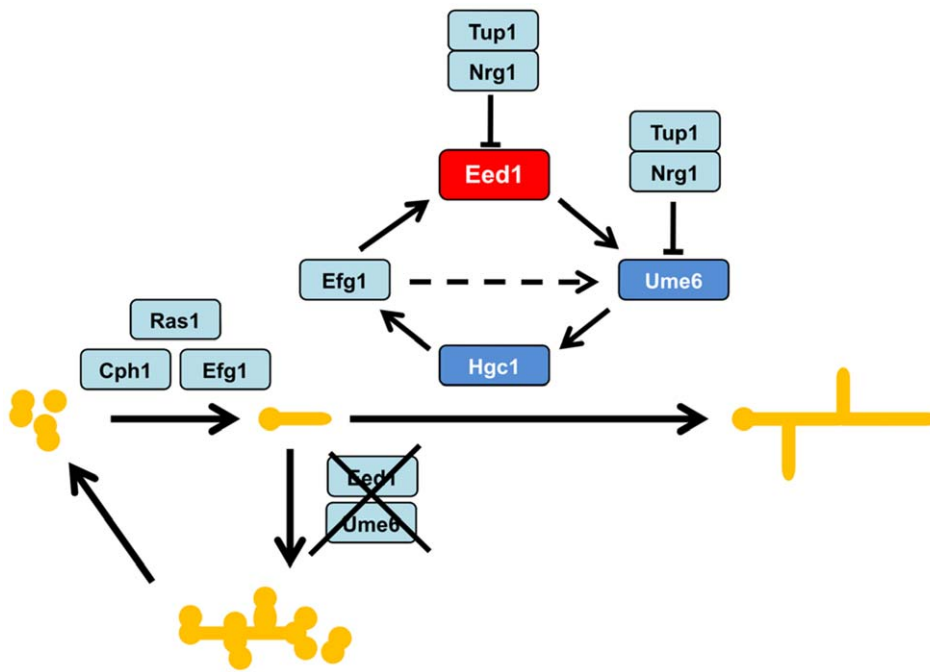 Tup1
Nrg1
Eed1
Tup1
Nrg1
Efg1
Ume6
Hgc1
Ras1
Cph1
Efg1
Eed1
Ume6